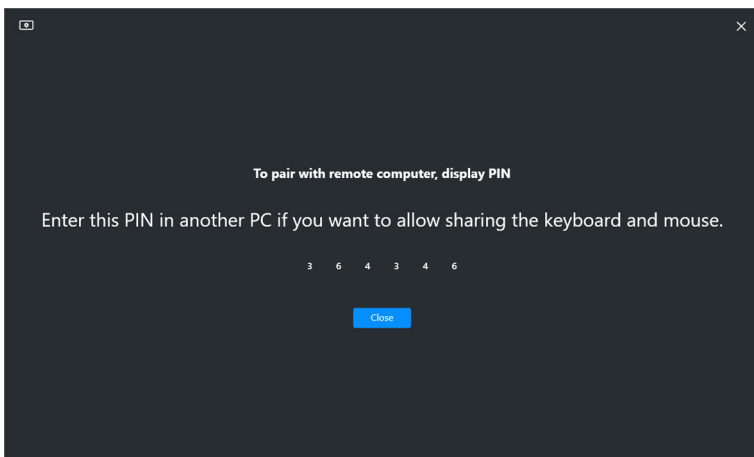 To pair with remote computer, display PIN
Enter this PIN in another PC if you want to allow sharing the keyboard and mouse.
3 6 4 3 4 6
Close